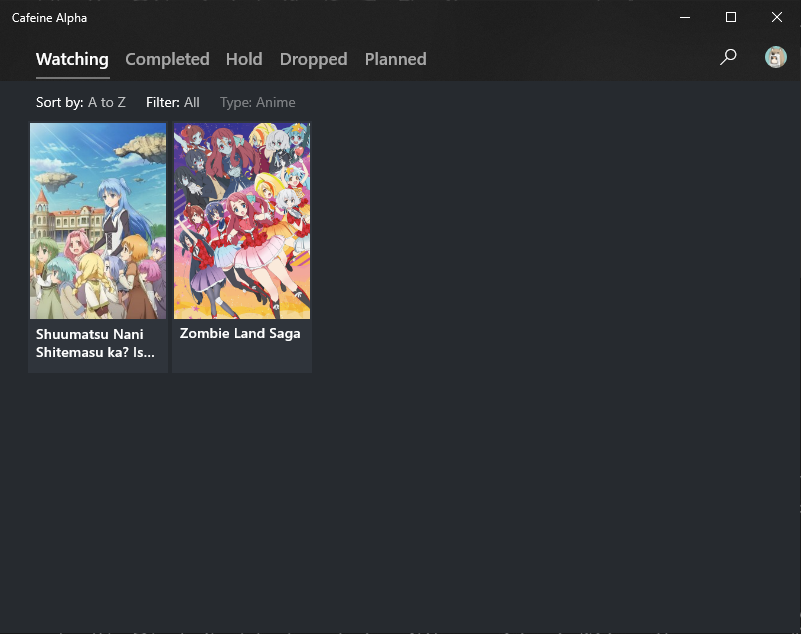 Cafeine Alpha
Watching Completed Hold Dropped Planned
Sort by: A to Z Filter: All Type: Anime
Shuumatsu Nani
Shitemasu ka? Is...
Zombie Land Saga